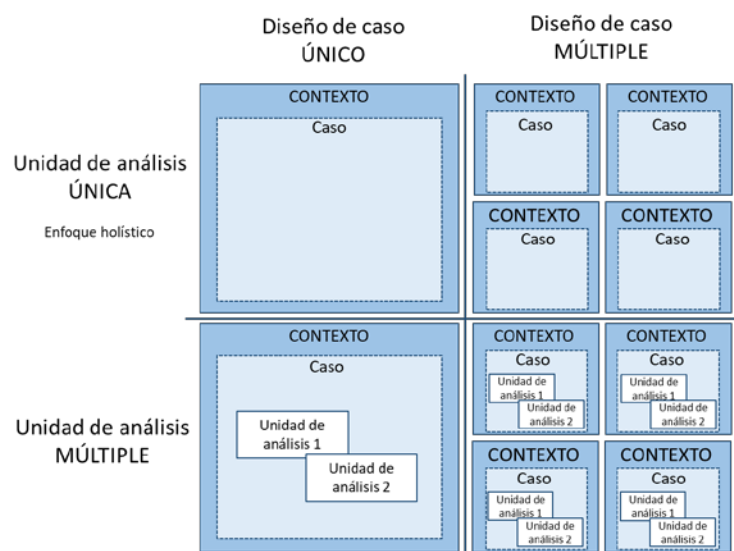 Diseño de caso
ÚNICO
Diseño de caso
MÚLTIPLE
Unidad de análisis
ÚNICA
Enfoque holístico
CONTEXTO
Caso
CONTEXTO
Caso
CONTEXTO
Caso
CONTEXTO
Caso
CONTEXTO
Caso
Unidad de análisis
MÚLTIPLE
CONTEXTO
Caso
Unidad de
análisis 1
Unidad de
análisis 2
CONTEXTO
Caso
Unidad de
análisis 1
Unidad de
análisis 2
CONTEXTO
Caso
Unidad de
análisis 1
Unidad de
análisis 2
CONTEXTO
Caso
Unidad de
análisis 1
Unidad de
análisis 2
CONTEXTO
Caso
Unidad de
análisis 1
Unidad de
análisis 2